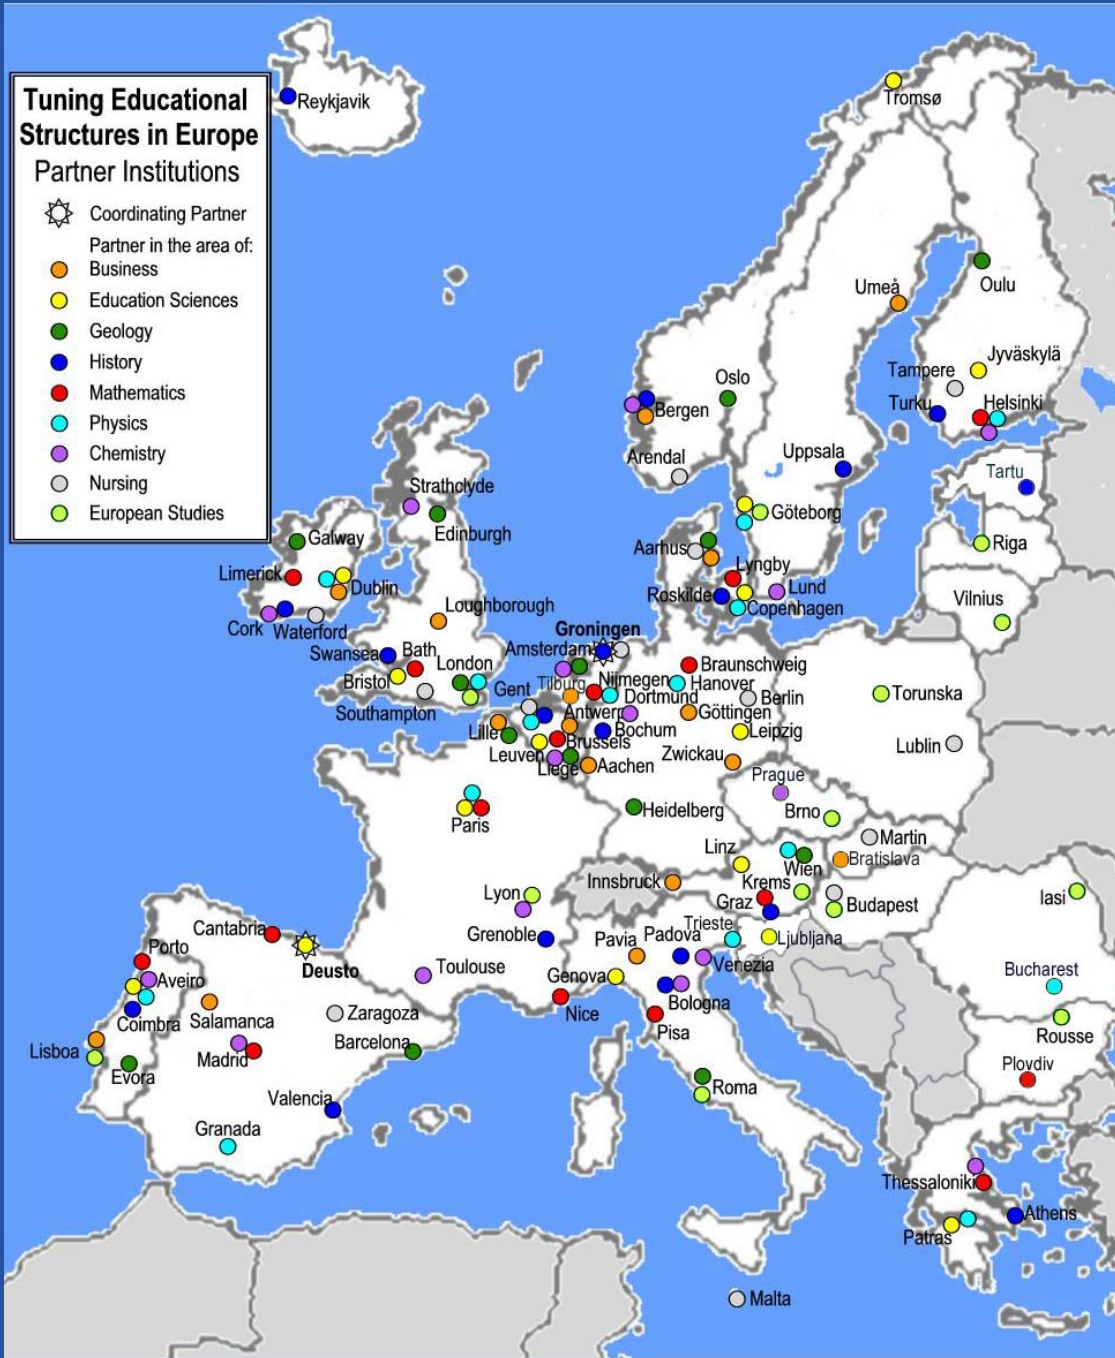 Tuning Educational
Structures in Europe
Partner Institutions
Coordinating Partner
Partner in the area of:
Business
Education Sciences
Geology
History
Mathematics
Physics
Chemistry
Nursing
European Studies
Reykjavik
Tromsø
Umeå
Oulu
Jyväskylä
Tampere
Oslo
Bergen
Turku
Helsinki
Arendal
Uppsala
Tartu
Strathclyde
Edinburgh
Göteborg
Galway
Aarhus
Riga
Limerick
Lyngby
Dublin
Roskilde
Lund
Vilnius
Loughborough
Copenhagen
Cork
Waterford
Groningen
Swansea
Bath
Amsterdam
London
Braunschweig
Bristol
Tilburg
Nijmegen
Hanover
Gent
Dortmund
Berlin
Torunska
Southampton
Antwerp
Göttingen
Lille
Bochum
Leipzig
Brussels
Lublin
Leuven
Liege
Aachen
Zwickau
Prague
Heidelberg
Brno
Paris
Martin
Linz
Wien
Bratislava
Innsbruck
Krems
Lyon
Graz
Budapest
Iasi
Cantabria
Grenoble
Trieste
Pavia
Padova
Ljubljana
Porto
Deusto
Toulouse
Genova
Venezia
Bucharest
Aveiro
Bologna
Coimbra
Salamanca
Zaragoza
Nice
Pisa
Rousse
Lisboa
Madrid
Barcelona
Evora
Plovdiv
Roma
Valencia
Granada
Thessaloniki
Athens
Patras
Malta